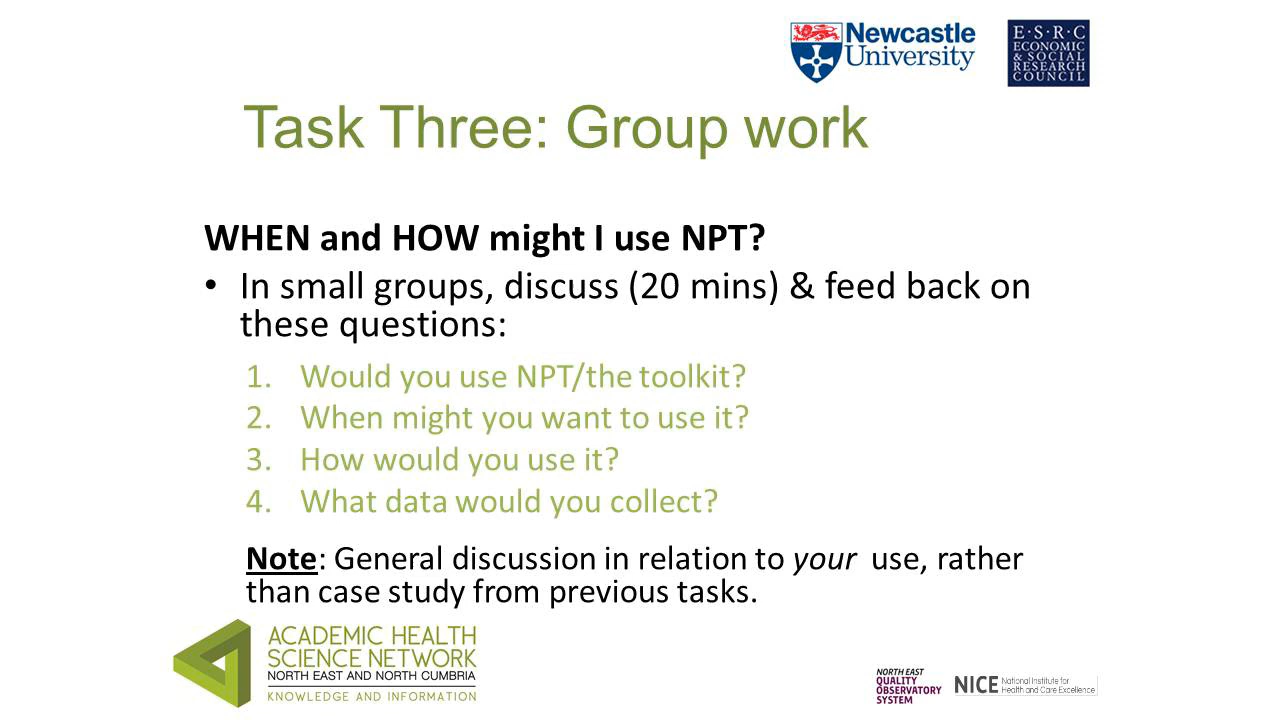 Newcastle
University
E·S·R·C
ECONOMIC
& SOCIAL
RESEARCH
COUNCIL
Task Three: Group work
WHEN and HOW might I use NPT?
• In small groups, discuss (20 mins) & feed back on
these questions:
1. Would you use NPT/the toolkit?
2. When might you want to use it?
3. How would you use it?
4. What data would you collect?
Note: General discussion in relation to your use, rather
than case study from previous tasks.
ACADEMIC HEALTH
SCIENCE NETWORK
NORTH EAST AND NORTH CUMBRIA
KNOWLEDGE AND INFORMATION
NORTH EAST
QUALITY
OBSERVATORY
SYSTEM
NICE National Institute for
Health and Care Excellence